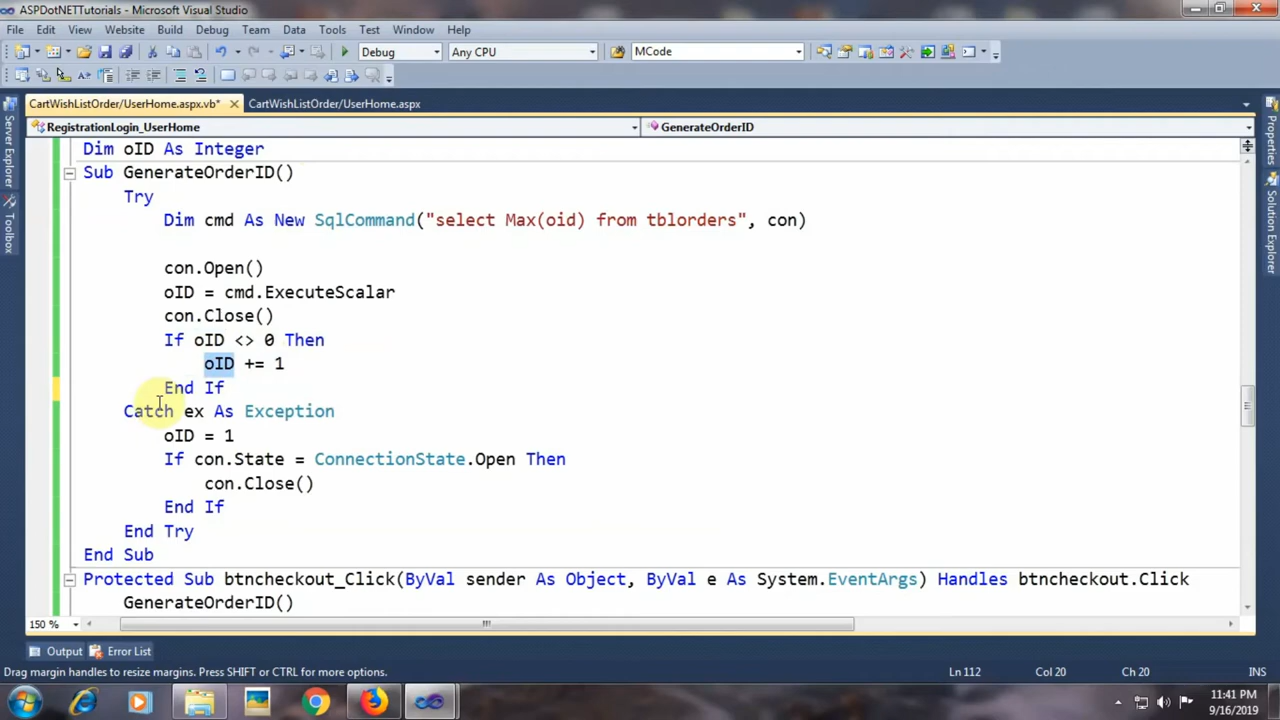 ASPDotNETTutorials - Microsoft Visual Studio
File Edit View Website Build Debug Team Data Tools Test Window Help
Debug Any CPU MCode
CartWishListOrder/UserHome.aspx.vb* CartWishListOrder/UserHome.aspx
RegistrationLogin_UserHome GenerateOrderID
Server Explorer
Toolbox
Properties
Solution Explorer
Dim oID As Integer
Sub GenerateOrderID()
Try
Dim cmd As New SqlCommand("select Max(oid) from tblorders", con)
con.Open()
oID = cmd.ExecuteScalar
con.Close()
If oID <> 0 Then
oID += 1
End If
Catch ex As Exception
oID = 1
If con.State = ConnectionState.Open Then
con.Close()
End If
End Try
End Sub
Protected Sub btncheckout_Click(ByVal sender As Object, ByVal e As System.EventArgs) Handles btncheckout.Click
GenerateOrderID()
150 %
Output Error List
Drag margin handles to resize margins. Press SHIFT or CTRL for more options. Ln 112 Col 20 Ch 20 INS
11:41 PM
9/16/2019